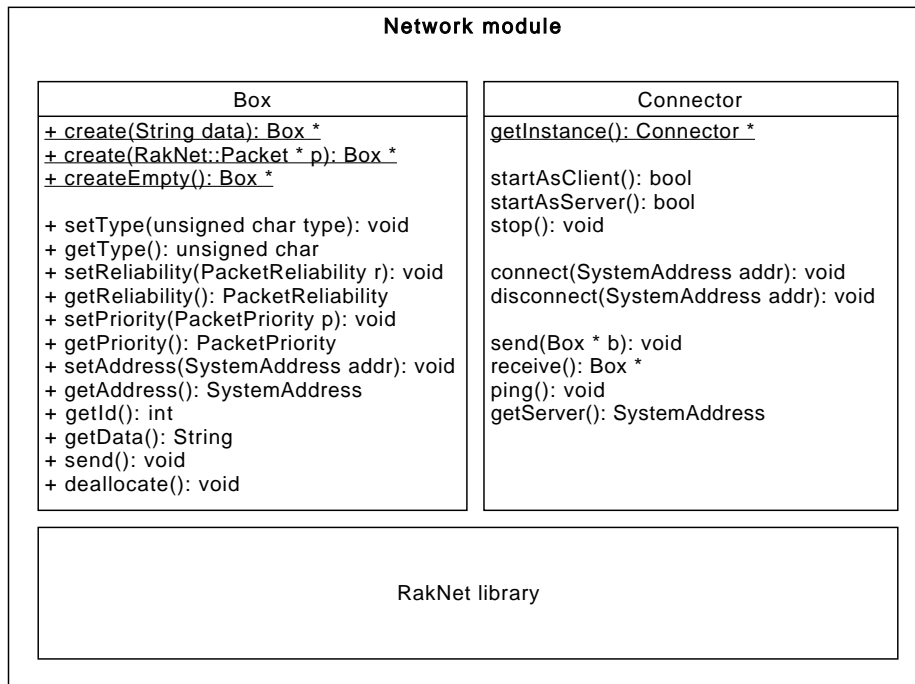 Network module
Box
+ create(String data): Box *
+ create(RakNet::Packet * p): Box *
+ createEmpty(): Box *
+ setType(unsigned char type): void
+ getType(): unsigned char
+ setReliability(PacketReliability r): void
+ getReliability(): PacketReliability
+ setPriority(PacketPriority p): void
+ getPriority(): PacketPriority
+ setAddress(SystemAddress addr): void
+ getAddress(): SystemAddress
+ getId(): int
+ getData(): String
+ send(): void
+ deallocate(): void
Connector
getInstance(): Connector *
startAsClient(): bool
startAsServer(): bool
stop(): void
connect(SystemAddress addr): void
disconnect(SystemAddress addr): void
send(Box * b): void
receive(): Box *
ping(): void
getServer(): SystemAddress
RakNet library